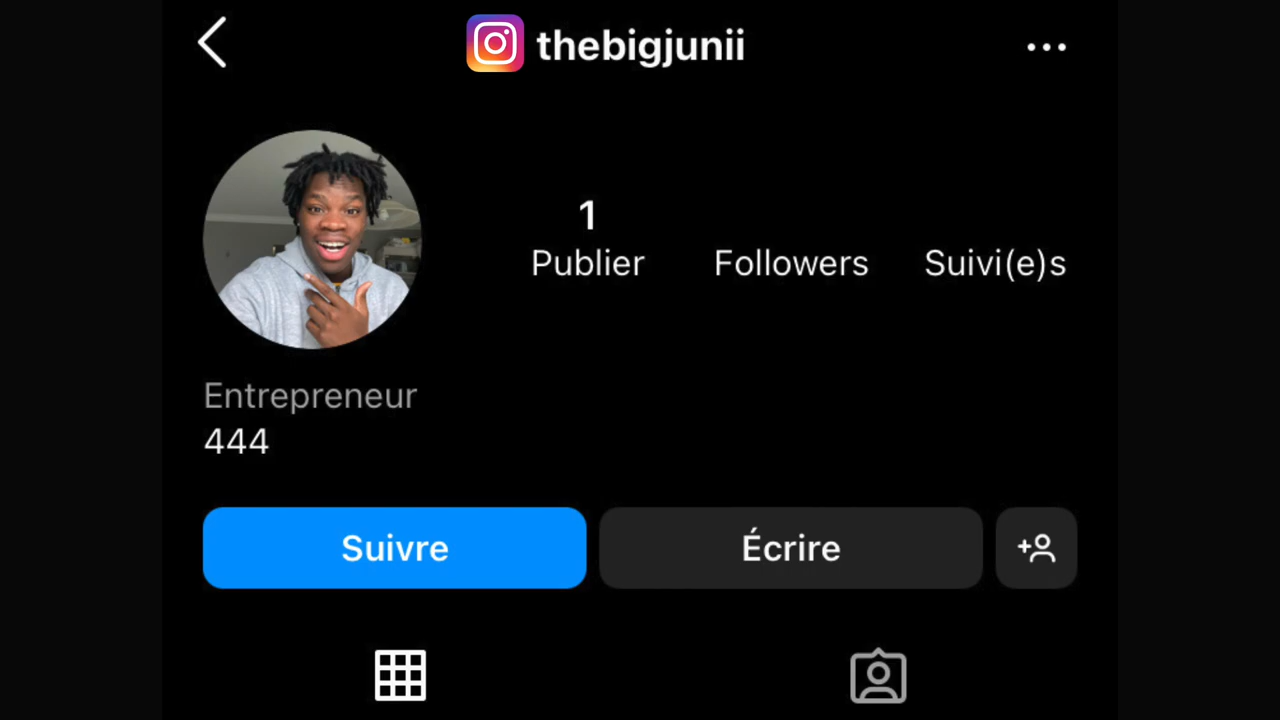 thebigjunii
1
Publier Followers Suivi(e)s
Entrepreneur
444
Suivre Écrire